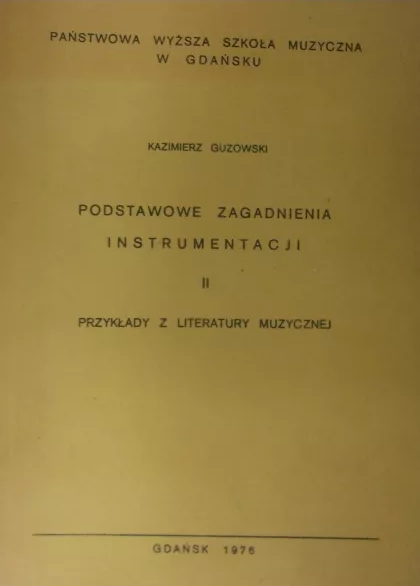 PAŃSTWOWA WYŻSZA SZKOŁA MUZYCZNA
W GDAŃSKU
KAZIMIERZ GUZOWSKI
PODSTAWOWE ZAGADNIENIA
INSTRUMENTACJI
II
PRZYKŁADY Z LITERATURY MUZYCZNEJ
GDAŃSK 1976